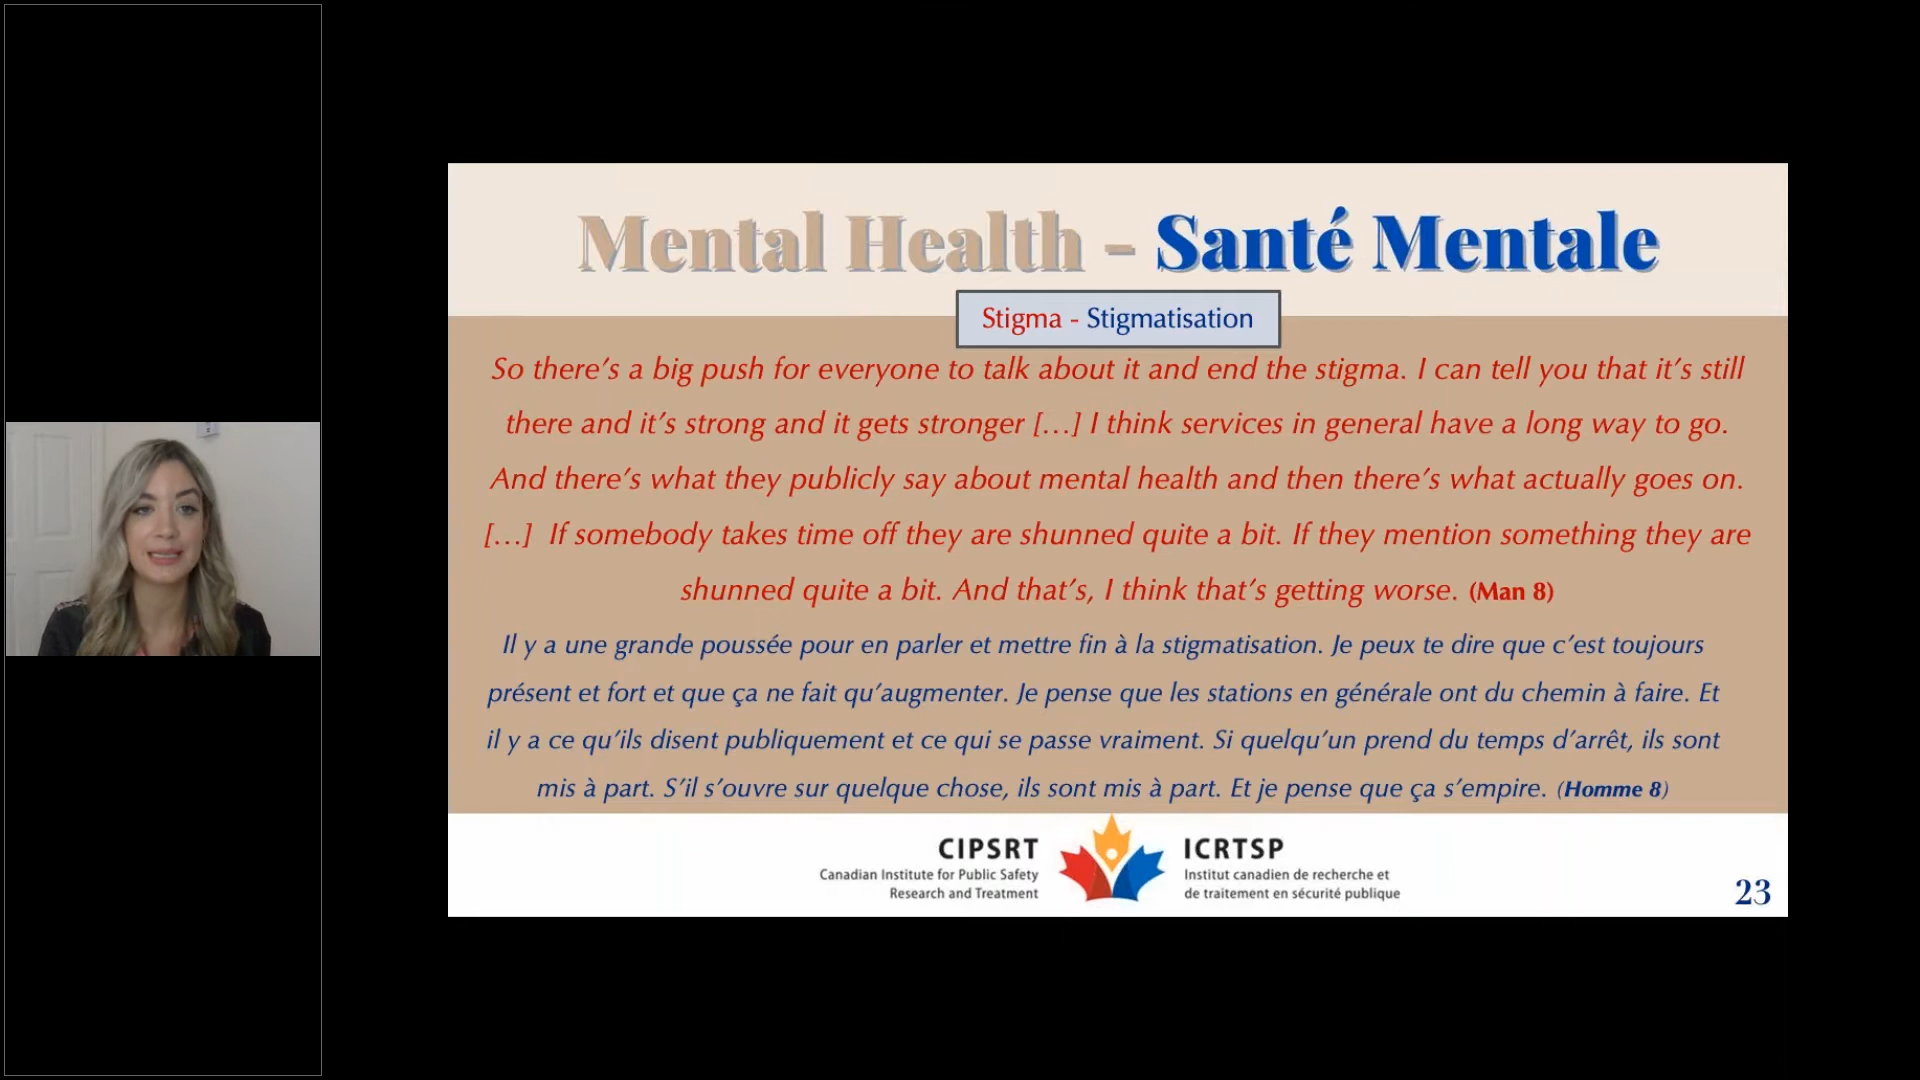 Mental Health - Santé Mentale
Stigma - Stigmatisation
So there's a big push for everyone to talk about it and end the stigma. I can tell you that it's still
there and it's strong and it gets stronger [...] I think services in general have a long way to go.
And there's what they publicly say about mental health and then there's what actually goes on.
[...] If somebody takes time off they are shunned quite a bit. If they mention something they are
shunned quite a bit. And that's, I think that's getting worse. (Man 8)
Il y a une grande poussée pour en parler et mettre fin à la stigmatisation. Je peux te dire que c'est toujours
présent et fort et que ça ne fait qu'augmenter. Je pense que les stations en générale ont du chemin à faire. Et
il y a ce qu'ils disent publiquement et ce qui se passe vraiment. Si quelqu'un prend du temps d'arrêt, ils sont
mis à part. S'il s'ouvre sur quelque chose, ils sont mis à part. Et je pense que ça s'empire. (Homme 8)
CIPSRT
Canadian Institute for Public Safety
Research and Treatment
ICRTSP
Institut canadien de recherche et
de traitement en sécurité publique
23